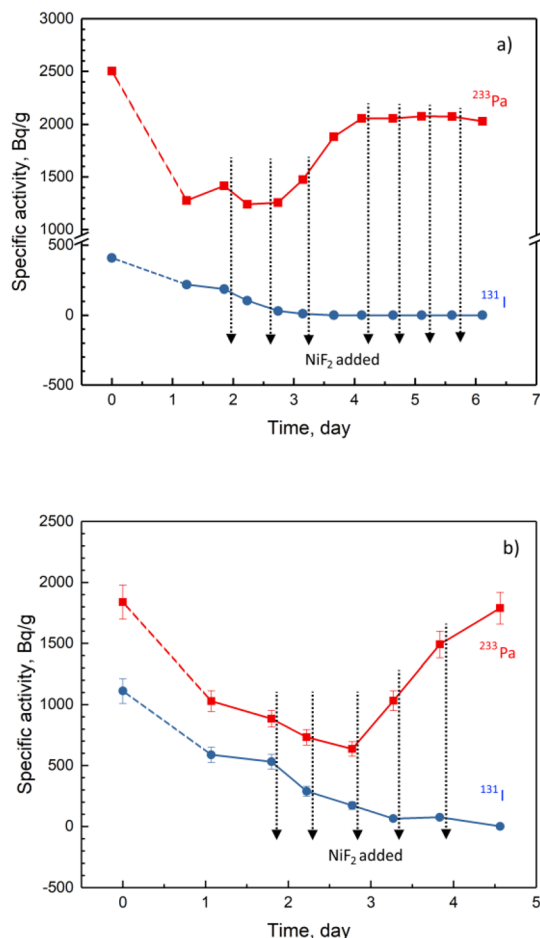 a)
Specific activity, Bq/g
3000
2500
2000
1500
1000
500
0
-500
²³³Pa
¹³¹I
NiF₂ added
0 1 2 3 4 5 6 7
Time, day
b)
Specific activity, Bq/g
2500
2000
1500
1000
500
0
-500
²³³Pa
¹³¹I
NiF₂ added
0 1 2 3 4 5
Time, day